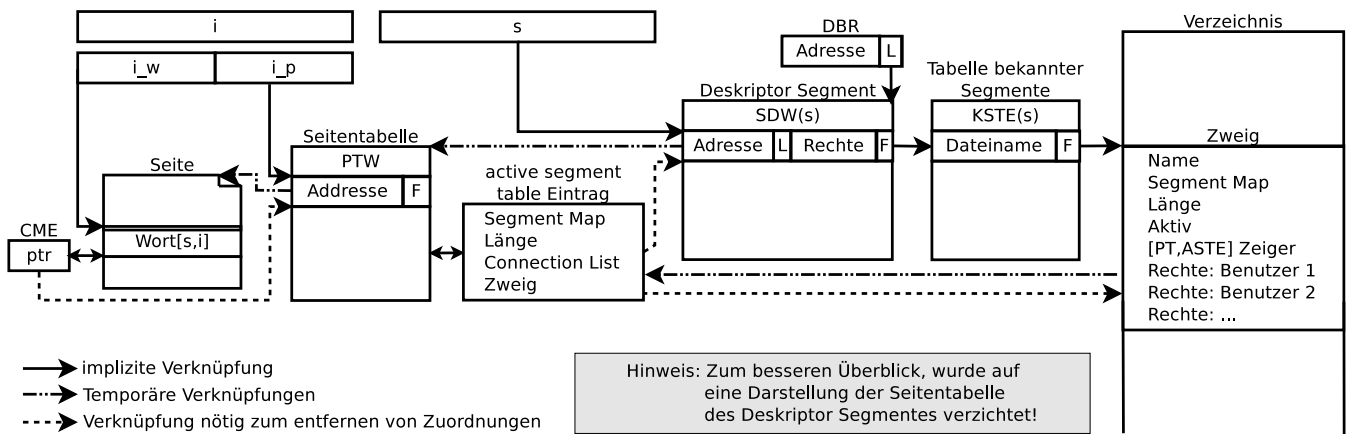 i
s
i_w
i_p
DBR
Adresse
L
Verzeichnis
Tabelle bekannter
Segmente
Deskriptor Segment
SDW(s)
Adresse
L
Rechte
F
KSTE(s)
Dateiname
F
Seitentabelle
PTW
Addresse
F
Seite
Wort[s,i]
CME
ptr
active segment
table Eintrag
Segment Map
Länge
Connection List
Zweig
Zweig
Name
Segment Map
Länge
Aktiv
[PT,ASTE] Zeiger
Rechte: Benutzer 1
Rechte: Benutzer 2
Rechte: ...
implizite Verknüpfung
Temporäre Verknüpfungen
Verknüpfung nötig zum entfernen von Zuordnungen
Hinweis: Zum besseren Überblick, wurde auf
eine Darstellung der Seitentabelle
des Deskriptor Segmentes verzichtet!